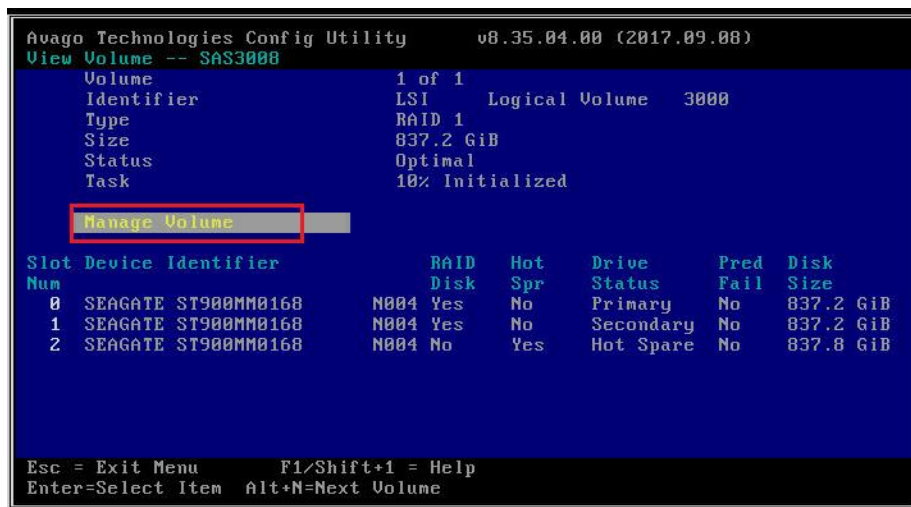 Avago Technologies Config Utility v8.35.04.00 (2017.09.08)
View Volume -- SAS3008
Volume 1 of 1
Identifier LSI Logical Volume 3000
Type RAID 1
Size 837.2 GiB
Status Optimal
Task 10% Initialized
Manage Volume
Slot Device Identifier RAID Hot Drive Pred Disk
Num Disk Spr Status Fail Size
0 SEAGATE ST900MM0168 N004 Yes No Primary No 837.2 GiB
1 SEAGATE ST900MM0168 N004 Yes No Secondary No 837.2 GiB
2 SEAGATE ST900MM0168 N004 No Yes Hot Spare No 837.8 GiB
Esc = Exit Menu F1/Shift+1 = Help
Enter=Select Item Alt+N=Next Volume